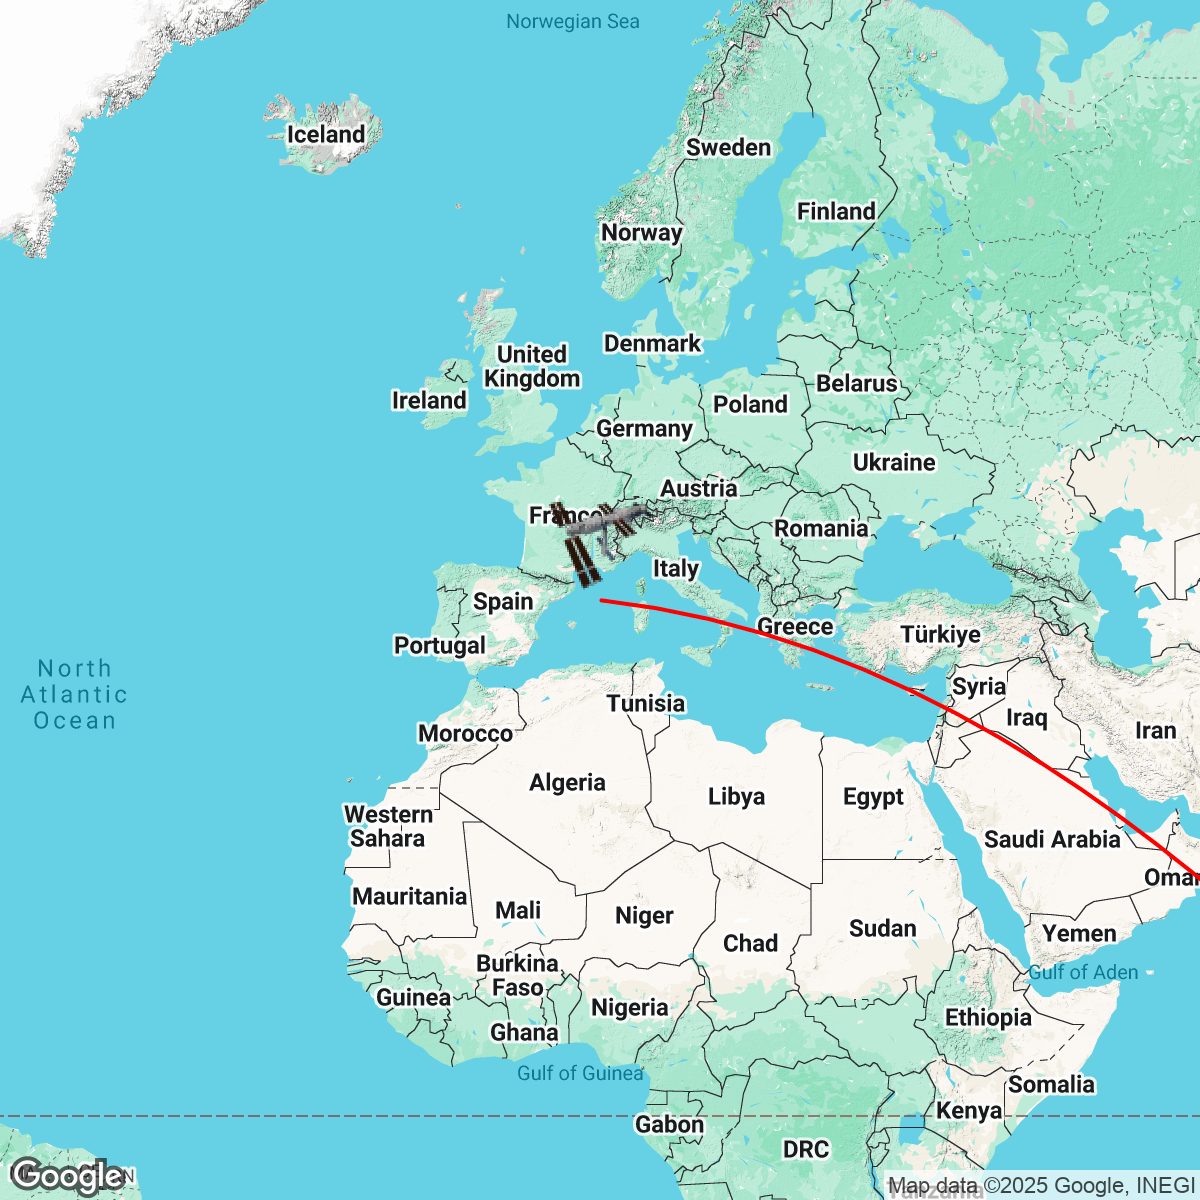 Norwegian Sea
Iceland
Sweden
Finland
Norway
Denmark
United
Kingdom
Belarus
Ireland
Poland
Germany
Ukraine
Austria
France
Romania
Italy
Spain
Greece
Türkiye
Portugal
North
Atlantic
Ocean
Syria
Tunisia
Iraq
Iran
Morocco
Algeria
Libya
Egypt
Western
Sahara
Saudi Arabia
Oman
Mauritania
Mali
Niger
Chad
Sudan
Yemen
Burkina
Faso
Gulf of Aden
Guinea
Nigeria
Ethiopia
Ghana
Gulf of Guinea
Somalia
Kenya
Gabon
DRC
Google
Tanzania
Map data ©2025 Google, INEGI